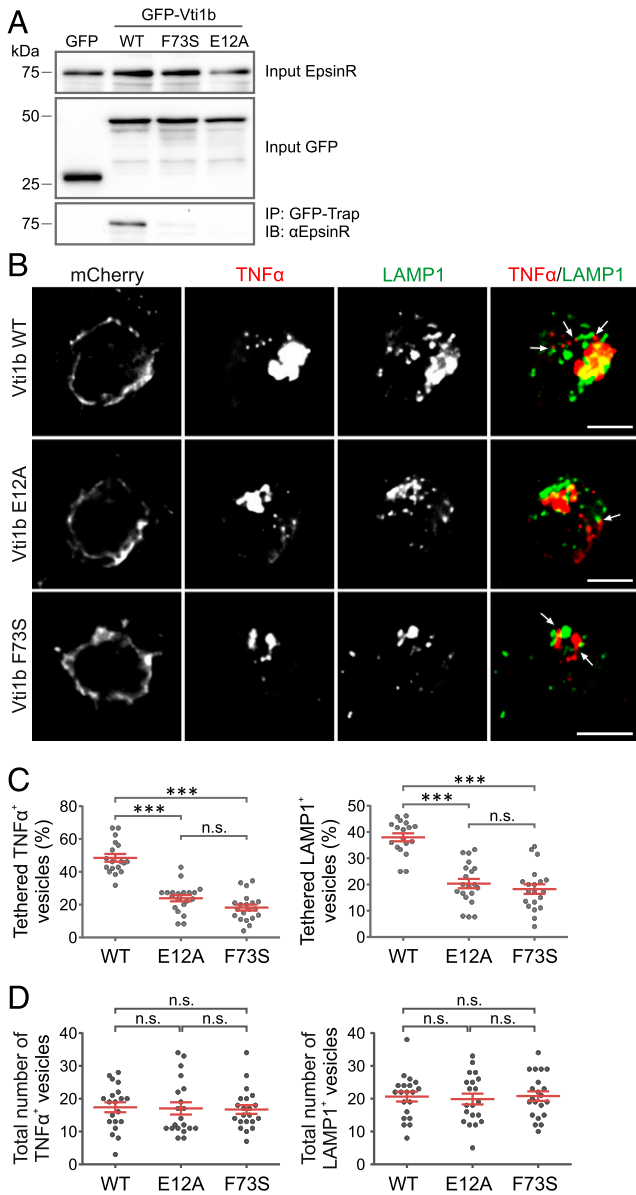 A
GFP-Vti1b
kDa GFP WT F73S E12A
75 Input EpsinR
50
Input GFP
25
75 IP: GFP-Trap
IB: αEpsinR
B
mCherry TNFα LAMP1 TNFα/LAMP1
Vti1b WT
Vti1b E12A
Vti1b F73S
C
Tethered TNFα⁺
vesicles (%)
80
60
40
20
0
***
***
n.s.
WT E12A F73S
Tethered LAMP1⁺
vesicles (%)
50
40
30
20
10
0
***
***
n.s.
WT E12A F73S
D
Total number of
TNFα⁺ vesicles
40
30
20
10
0
n.s.
n.s. n.s.
WT E12A F73S
Total number of
LAMP1⁺ vesicles
40
30
20
10
0
n.s.
n.s. n.s.
WT E12A F73S